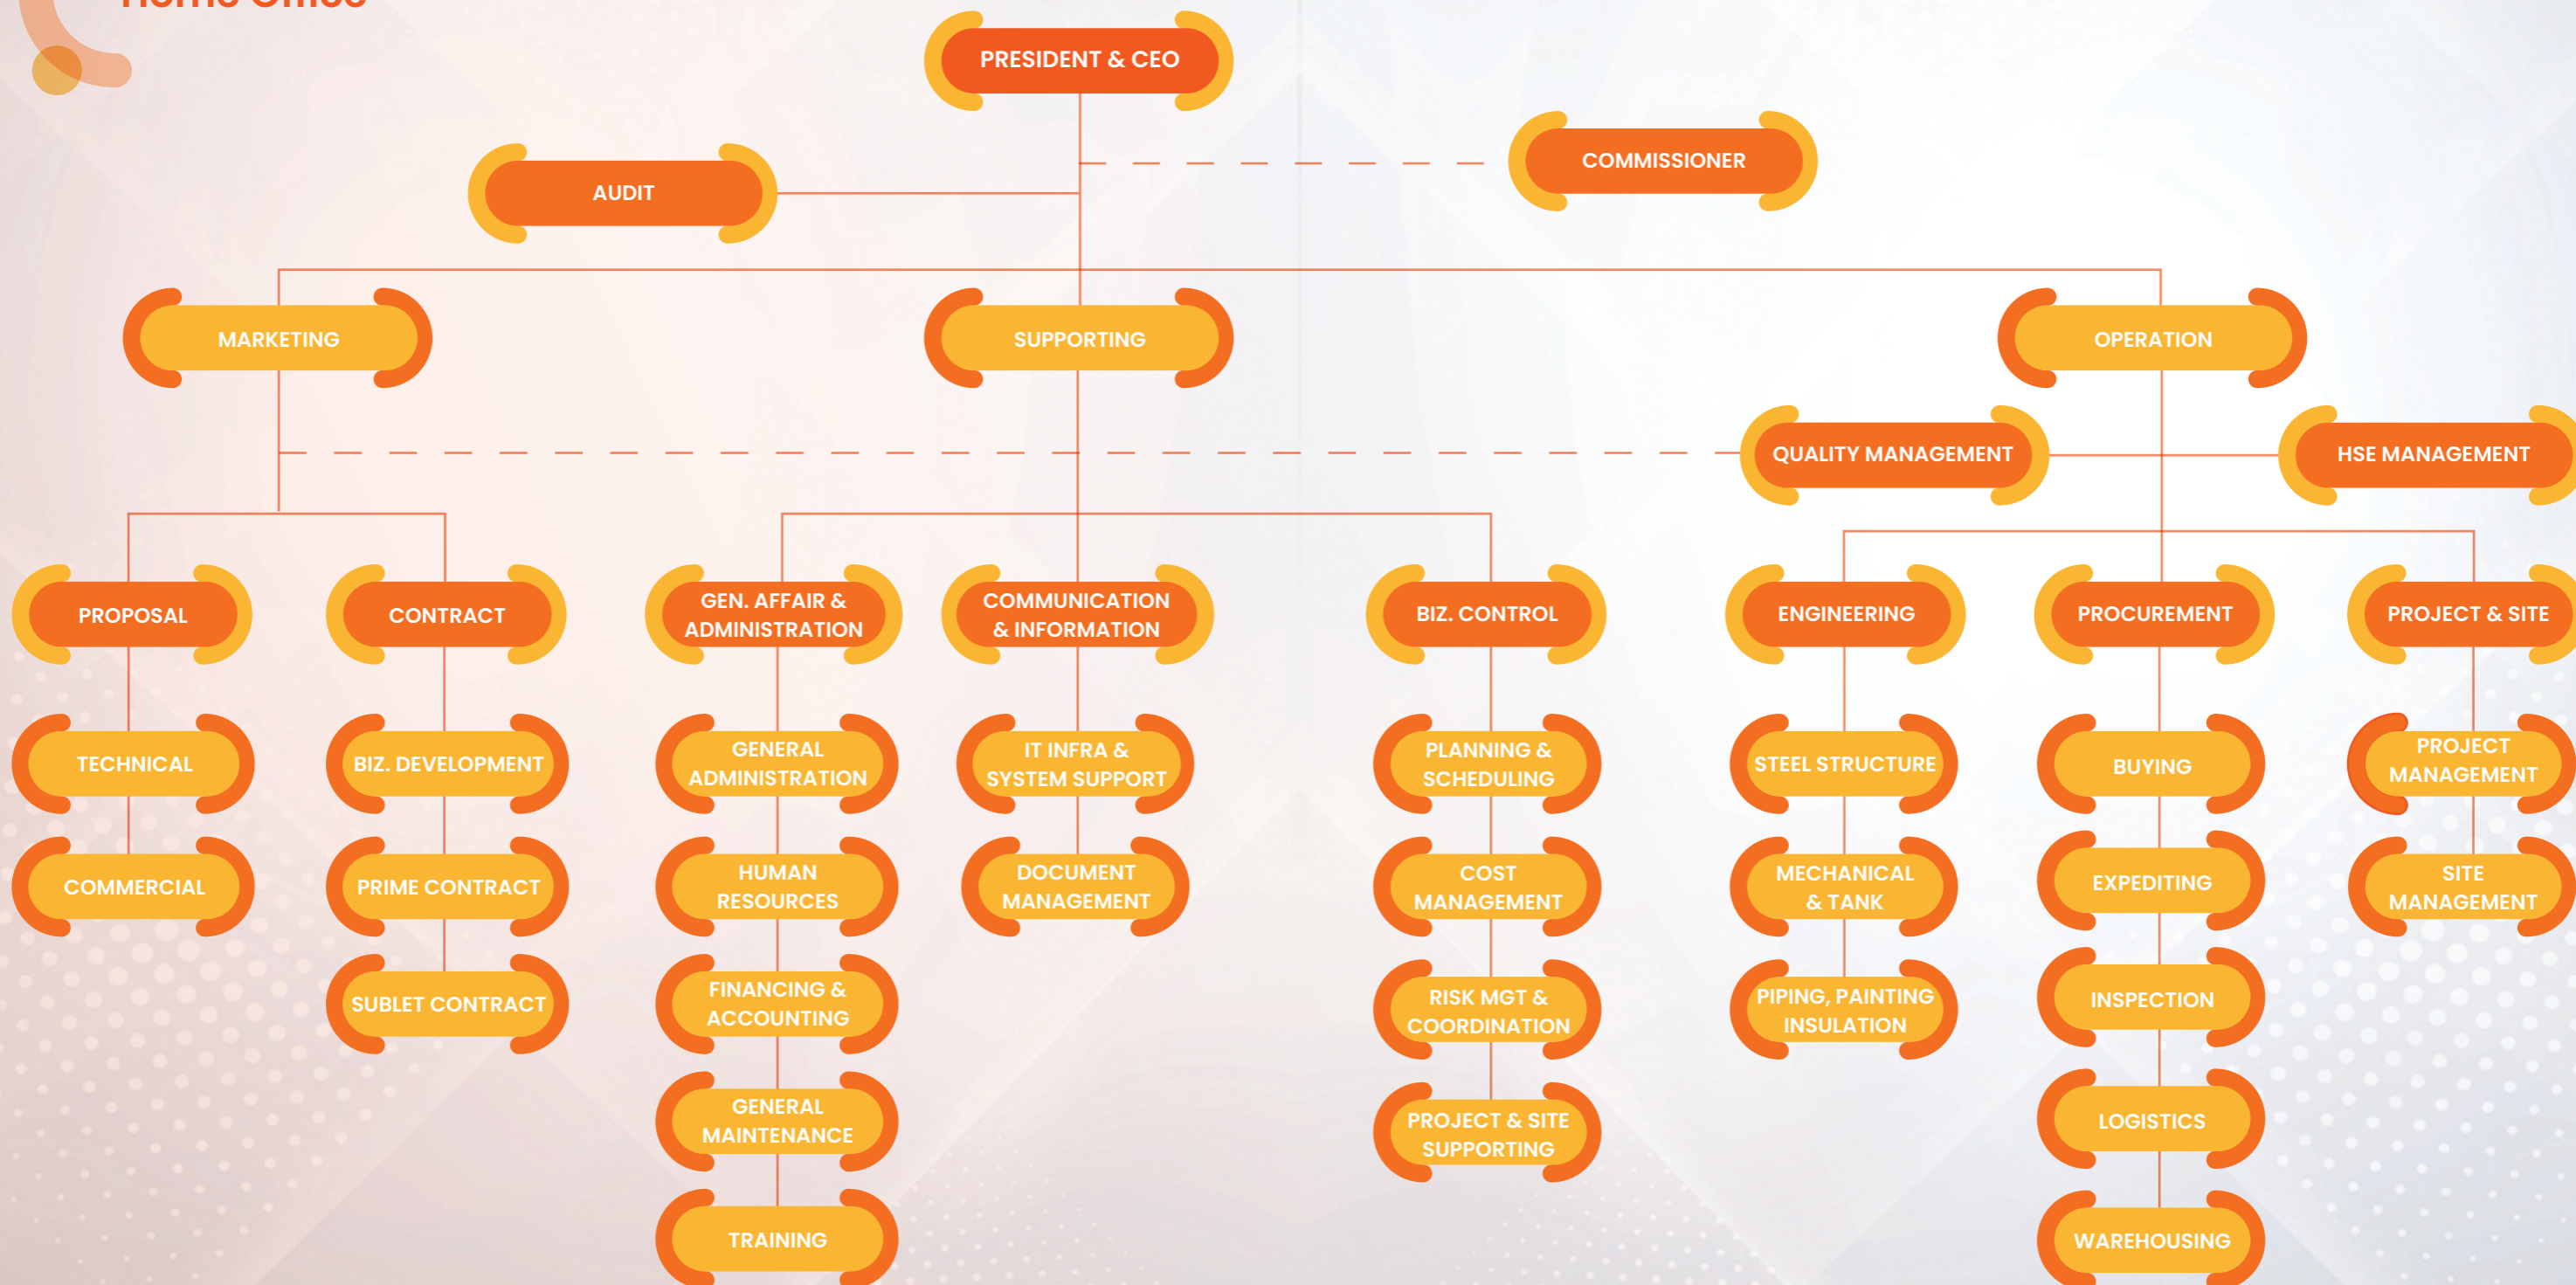 Home Office
PRESIDENT & CEO
COMMISSIONER
AUDIT
MARKETING
SUPPORTING
OPERATION
QUALITY MANAGEMENT
HSE MANAGEMENT
PROPOSAL
CONTRACT
GEN. AFFAIR &
ADMINISTRATION
COMMUNICATION
& INFORMATION
BIZ. CONTROL
ENGINEERING
PROCUREMENT
PROJECT & SITE
TECHNICAL
BIZ. DEVELOPMENT
GENERAL
ADMINISTRATION
IT INFRA &
SYSTEM SUPPORT
PLANNING &
SCHEDULING
STEEL STRUCTURE
BUYING
PROJECT
MANAGEMENT
COMMERCIAL
PRIME CONTRACT
HUMAN
RESOURCES
DOCUMENT
MANAGEMENT
COST
MANAGEMENT
MECHANICAL
& TANK
EXPEDITING
SITE
MANAGEMENT
SUBLET CONTRACT
FINANCING &
ACCOUNTING
RISK MGT &
COORDINATION
PIPING, PAINTING
INSULATION
INSPECTION
GENERAL
MAINTENANCE
PROJECT & SITE
SUPPORTING
LOGISTICS
TRAINING
WAREHOUSING